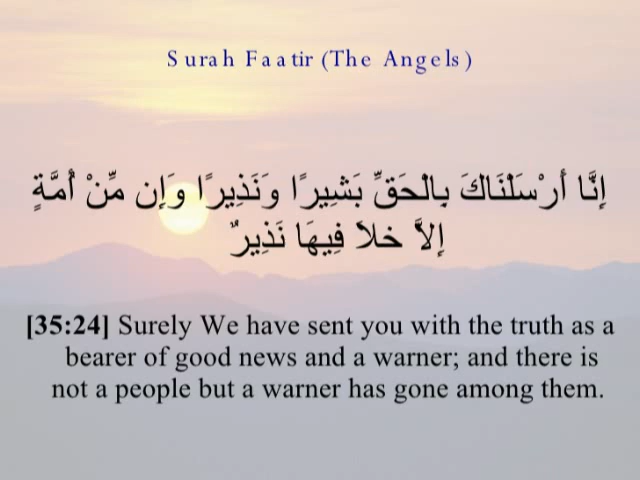 Surah Faatir (The Angels)
إِنَّا أَرْسَلْنَاكَ بِالْحَقِّ بَشِيرًا وَنَذِيرًا وَإِن مِّنْ أُمَّةٍ
إِلاَّ خلاَ فِيهَا نَذِيرٌ
[35:24] Surely We have sent you with the truth as a
bearer of good news and a warner; and there is
not a people but a warner has gone among them.